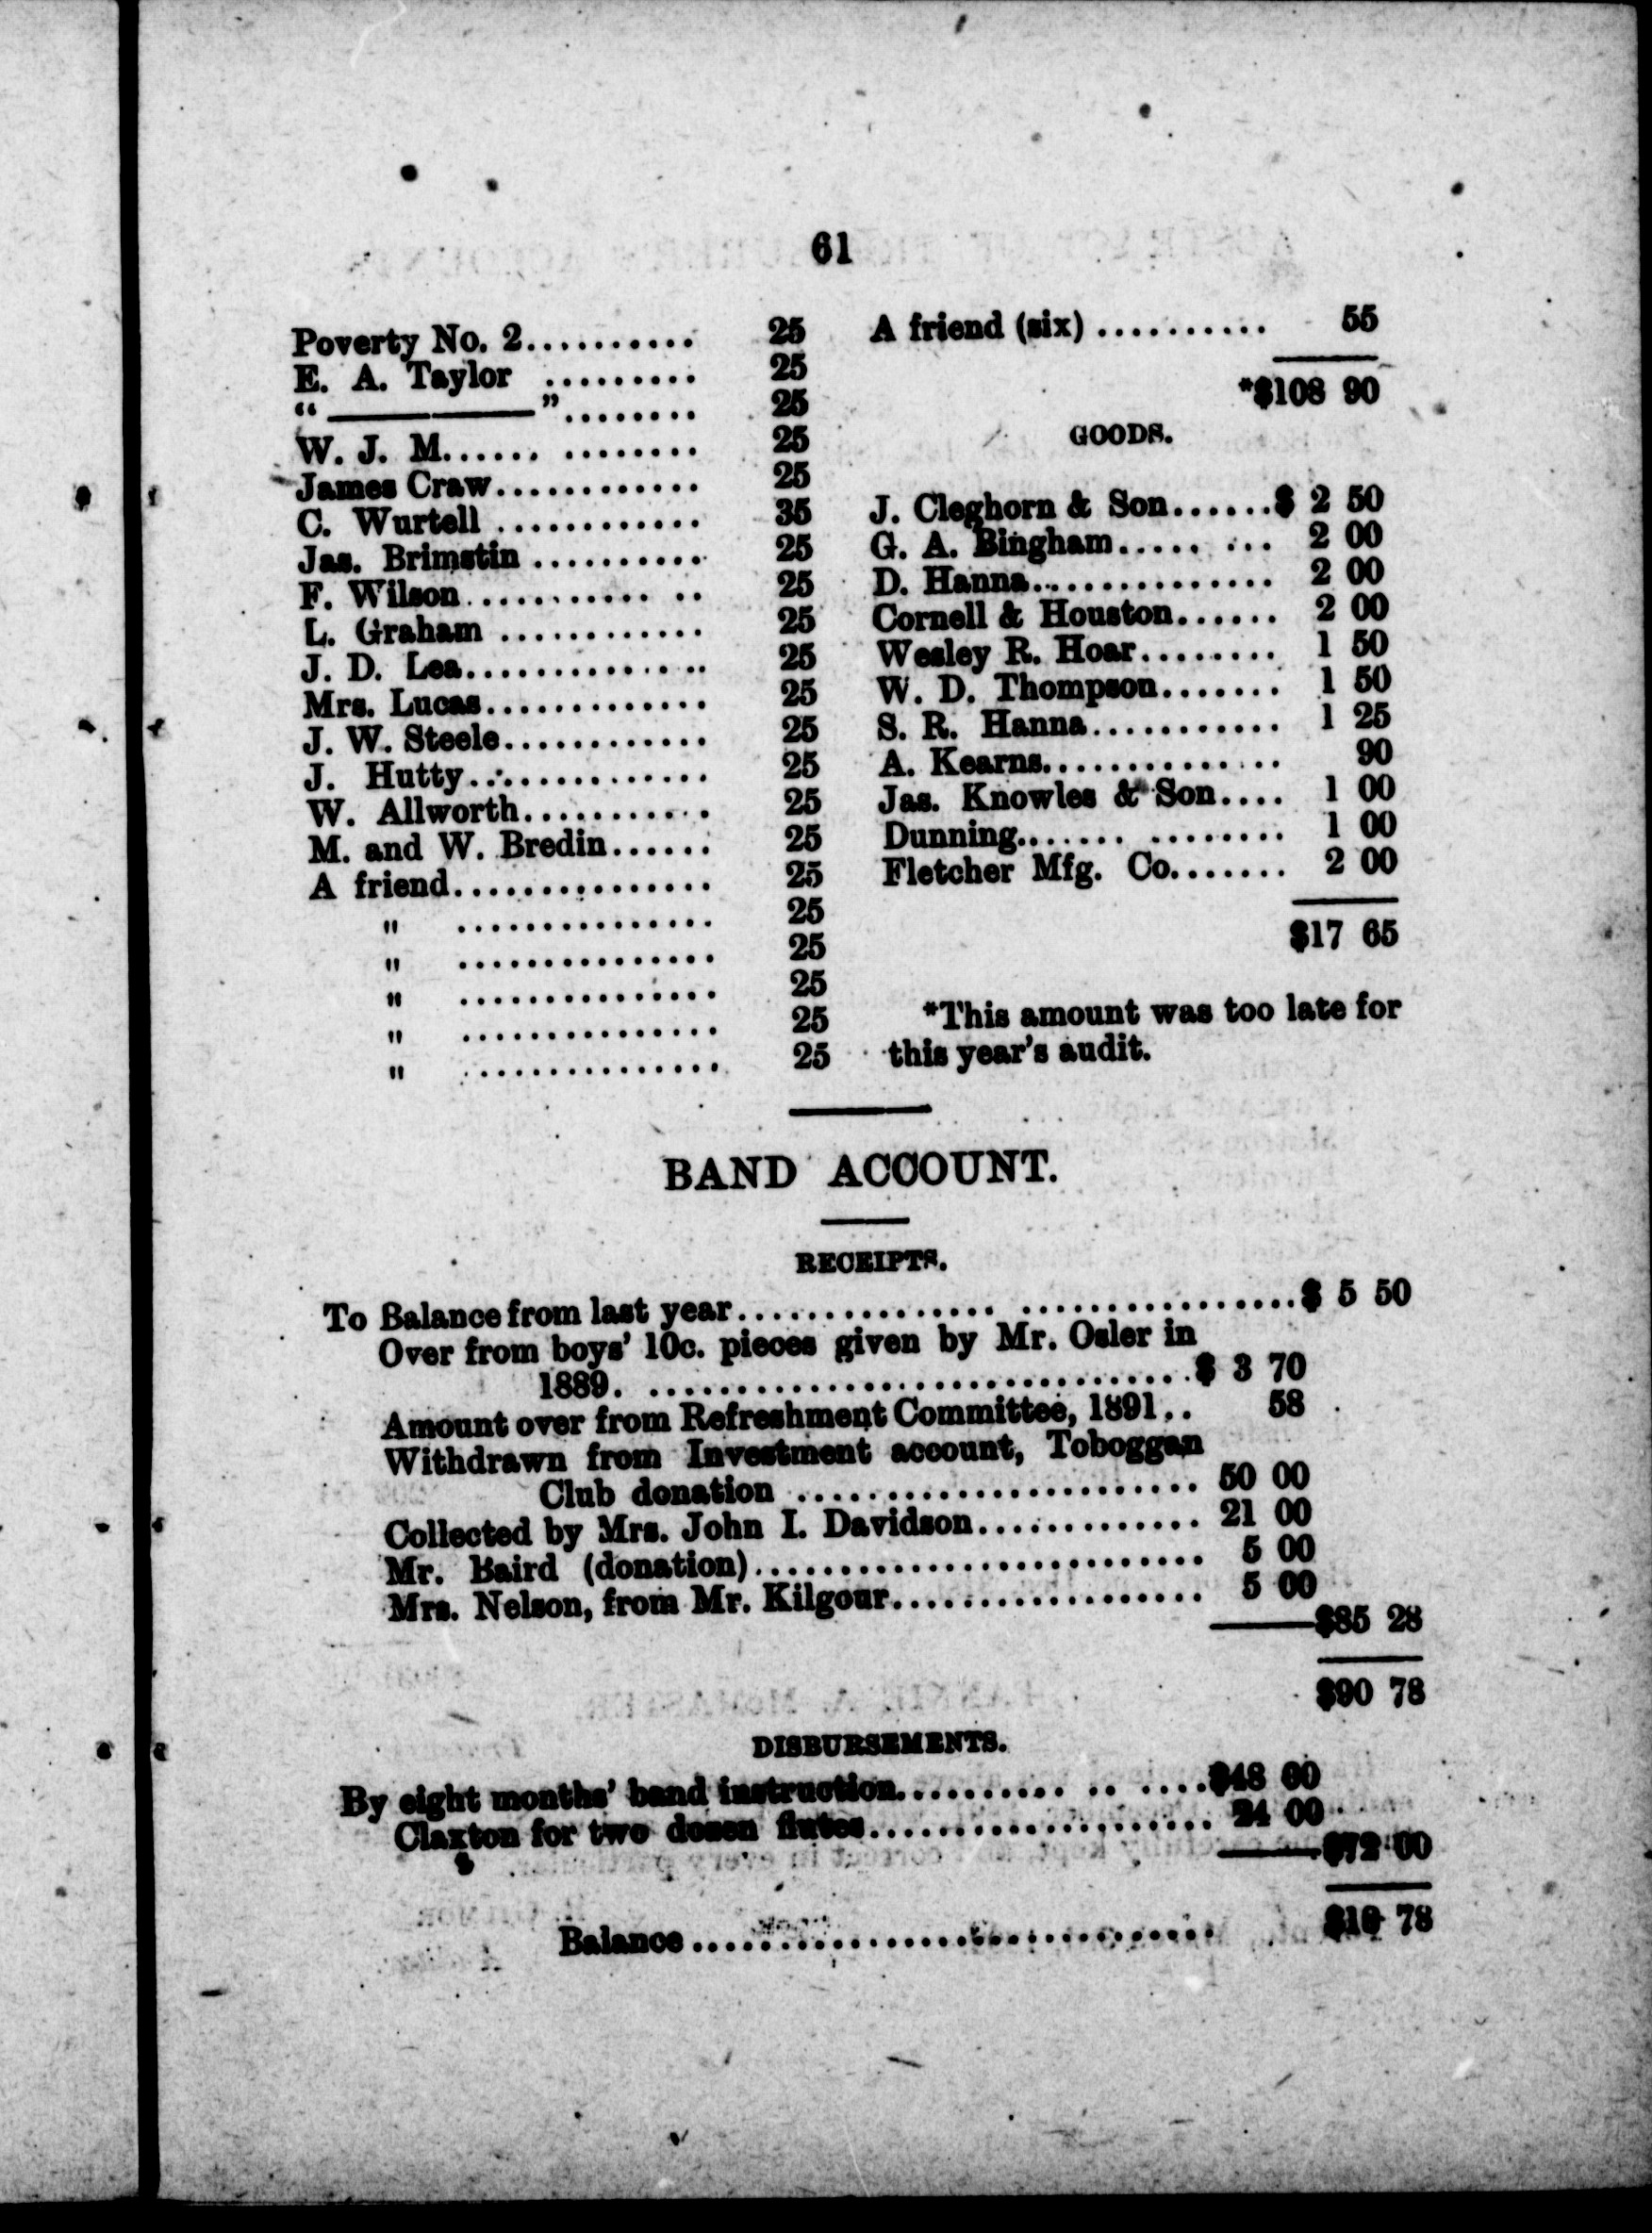 61
Poverty No. 2.......... 25
E. A. Taylor ......... 25
“ ———— ”........ 25
W. J. M...... ........ 25
James Craw............ 25
C. Wurtell ............ 35
Jas. Brimstin .......... 25
F. Wilson........... .. 25
L. Graham ............ 25
J. D. Lea.............. 25
Mrs. Lucas............. 25
J. W. Steele............ 25
J. Hutty.............. 25
W. Allworth........... 25
M. and W. Bredin...... 25
A friend............... 25
" ............... 25
" ............... 25
" ............... 25
" ............... 25
" ............... 25
A friend (six) .......... 55
*$108 90
GOODS.
J. Cleghorn & Son......$ 2 50
G. A. Bingham..... ... 2 00
D. Hanna.............. 2 00
Cornell & Houston...... 2 00
Wesley R. Hoar......... 1 50
W. D. Thompson....... 1 50
S. R. Hanna........... 1 25
A. Kearns.............. 90
Jas. Knowles & Son.... 1 00
Dunning....... ........ 1 00
Fletcher Mfg. Co....... 2 00
$17 65
*This amount was too late for
this year's audit.
BAND ACCOUNT.
RECEIPTS.
To Balance from last year................ ................$ 5 50
Over from boys' 10c. pieces given by Mr. Osler in
1889. ................................$ 3 70
Amount over from Refreshment Committee, 1891.. 58
Withdrawn from Investment account, Toboggan
Club donation ....................... 50 00
Collected by Mrs. John I. Davidson............. 21 00
Mr. Baird (donation).......................... 5 00
Mrs. Nelson, from Mr. Kilgour.................. 5 00
$85 28
$90 78
DISBURSEMENTS.
By eight months' band instruction.......... .. ....$48 00
Claxton for two dozen flutes.................... 24 00
$72 00
Balance.............................. $18 78